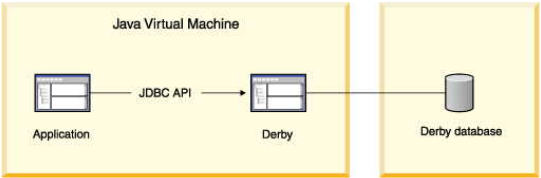 Java Virtual Machine
JDBC API
Application
Derby
Derby database